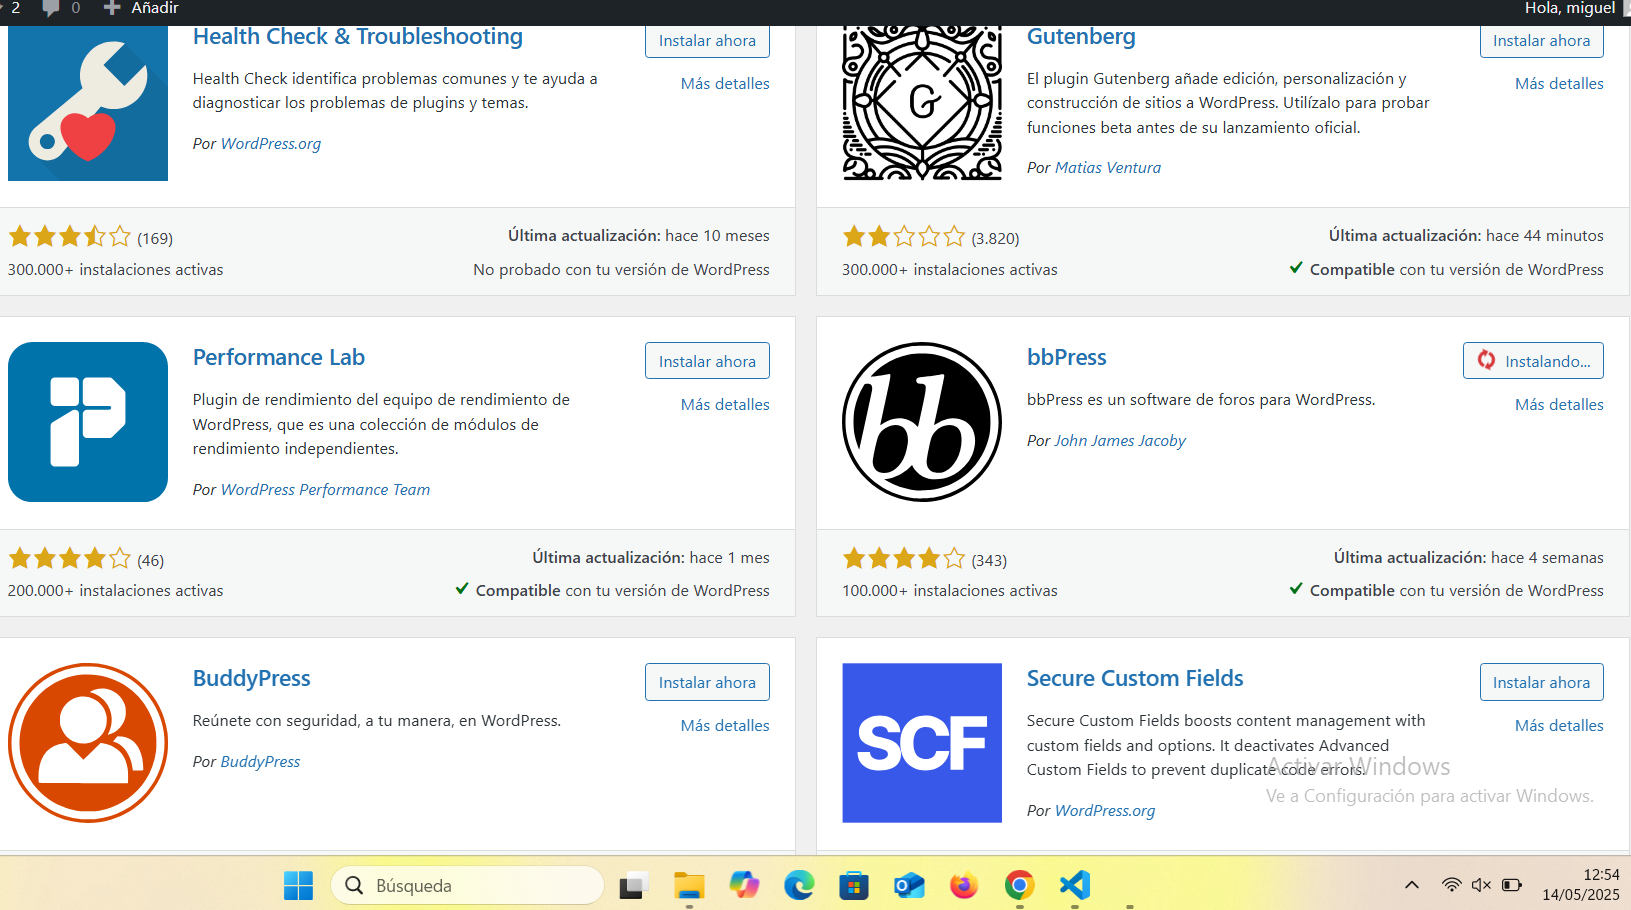 2 0 Añadir Hola, miguel
Health Check & Troubleshooting
Instalar ahora
Health Check identifica problemas comunes y te ayuda a
diagnosticar los problemas de plugins y temas.
Más detalles
Por WordPress.org
(169)
Última actualización: hace 10 meses
300.000+ instalaciones activas
No probado con tu versión de WordPress
Gutenberg
Instalar ahora
El plugin Gutenberg añade edición, personalización y
construcción de sitios a WordPress. Utilízalo para probar
funciones beta antes de su lanzamiento oficial.
Más detalles
Por Matias Ventura
G
(3.820)
Última actualización: hace 44 minutos
300.000+ instalaciones activas
Compatible con tu versión de WordPress
Performance Lab
Instalar ahora
Plugin de rendimiento del equipo de rendimiento de
WordPress, que es una colección de módulos de
rendimiento independientes.
Más detalles
Por WordPress Performance Team
(46)
Última actualización: hace 1 mes
200.000+ instalaciones activas
Compatible con tu versión de WordPress
bb
bbPress
Instalando...
bbPress es un software de foros para WordPress.
Más detalles
Por John James Jacoby
(343)
Última actualización: hace 4 semanas
100.000+ instalaciones activas
Compatible con tu versión de WordPress
BuddyPress
Instalar ahora
Reúnete con seguridad, a tu manera, en WordPress.
Más detalles
Por BuddyPress
SCF
Secure Custom Fields
Instalar ahora
Secure Custom Fields boosts content management with
custom fields and options. It deactivates Advanced
Custom Fields to prevent duplicate code errors.
Más detalles
Por WordPress.org
Activar Windows
Ve a Configuración para activar Windows.
Búsqueda
12:54
14/05/2025